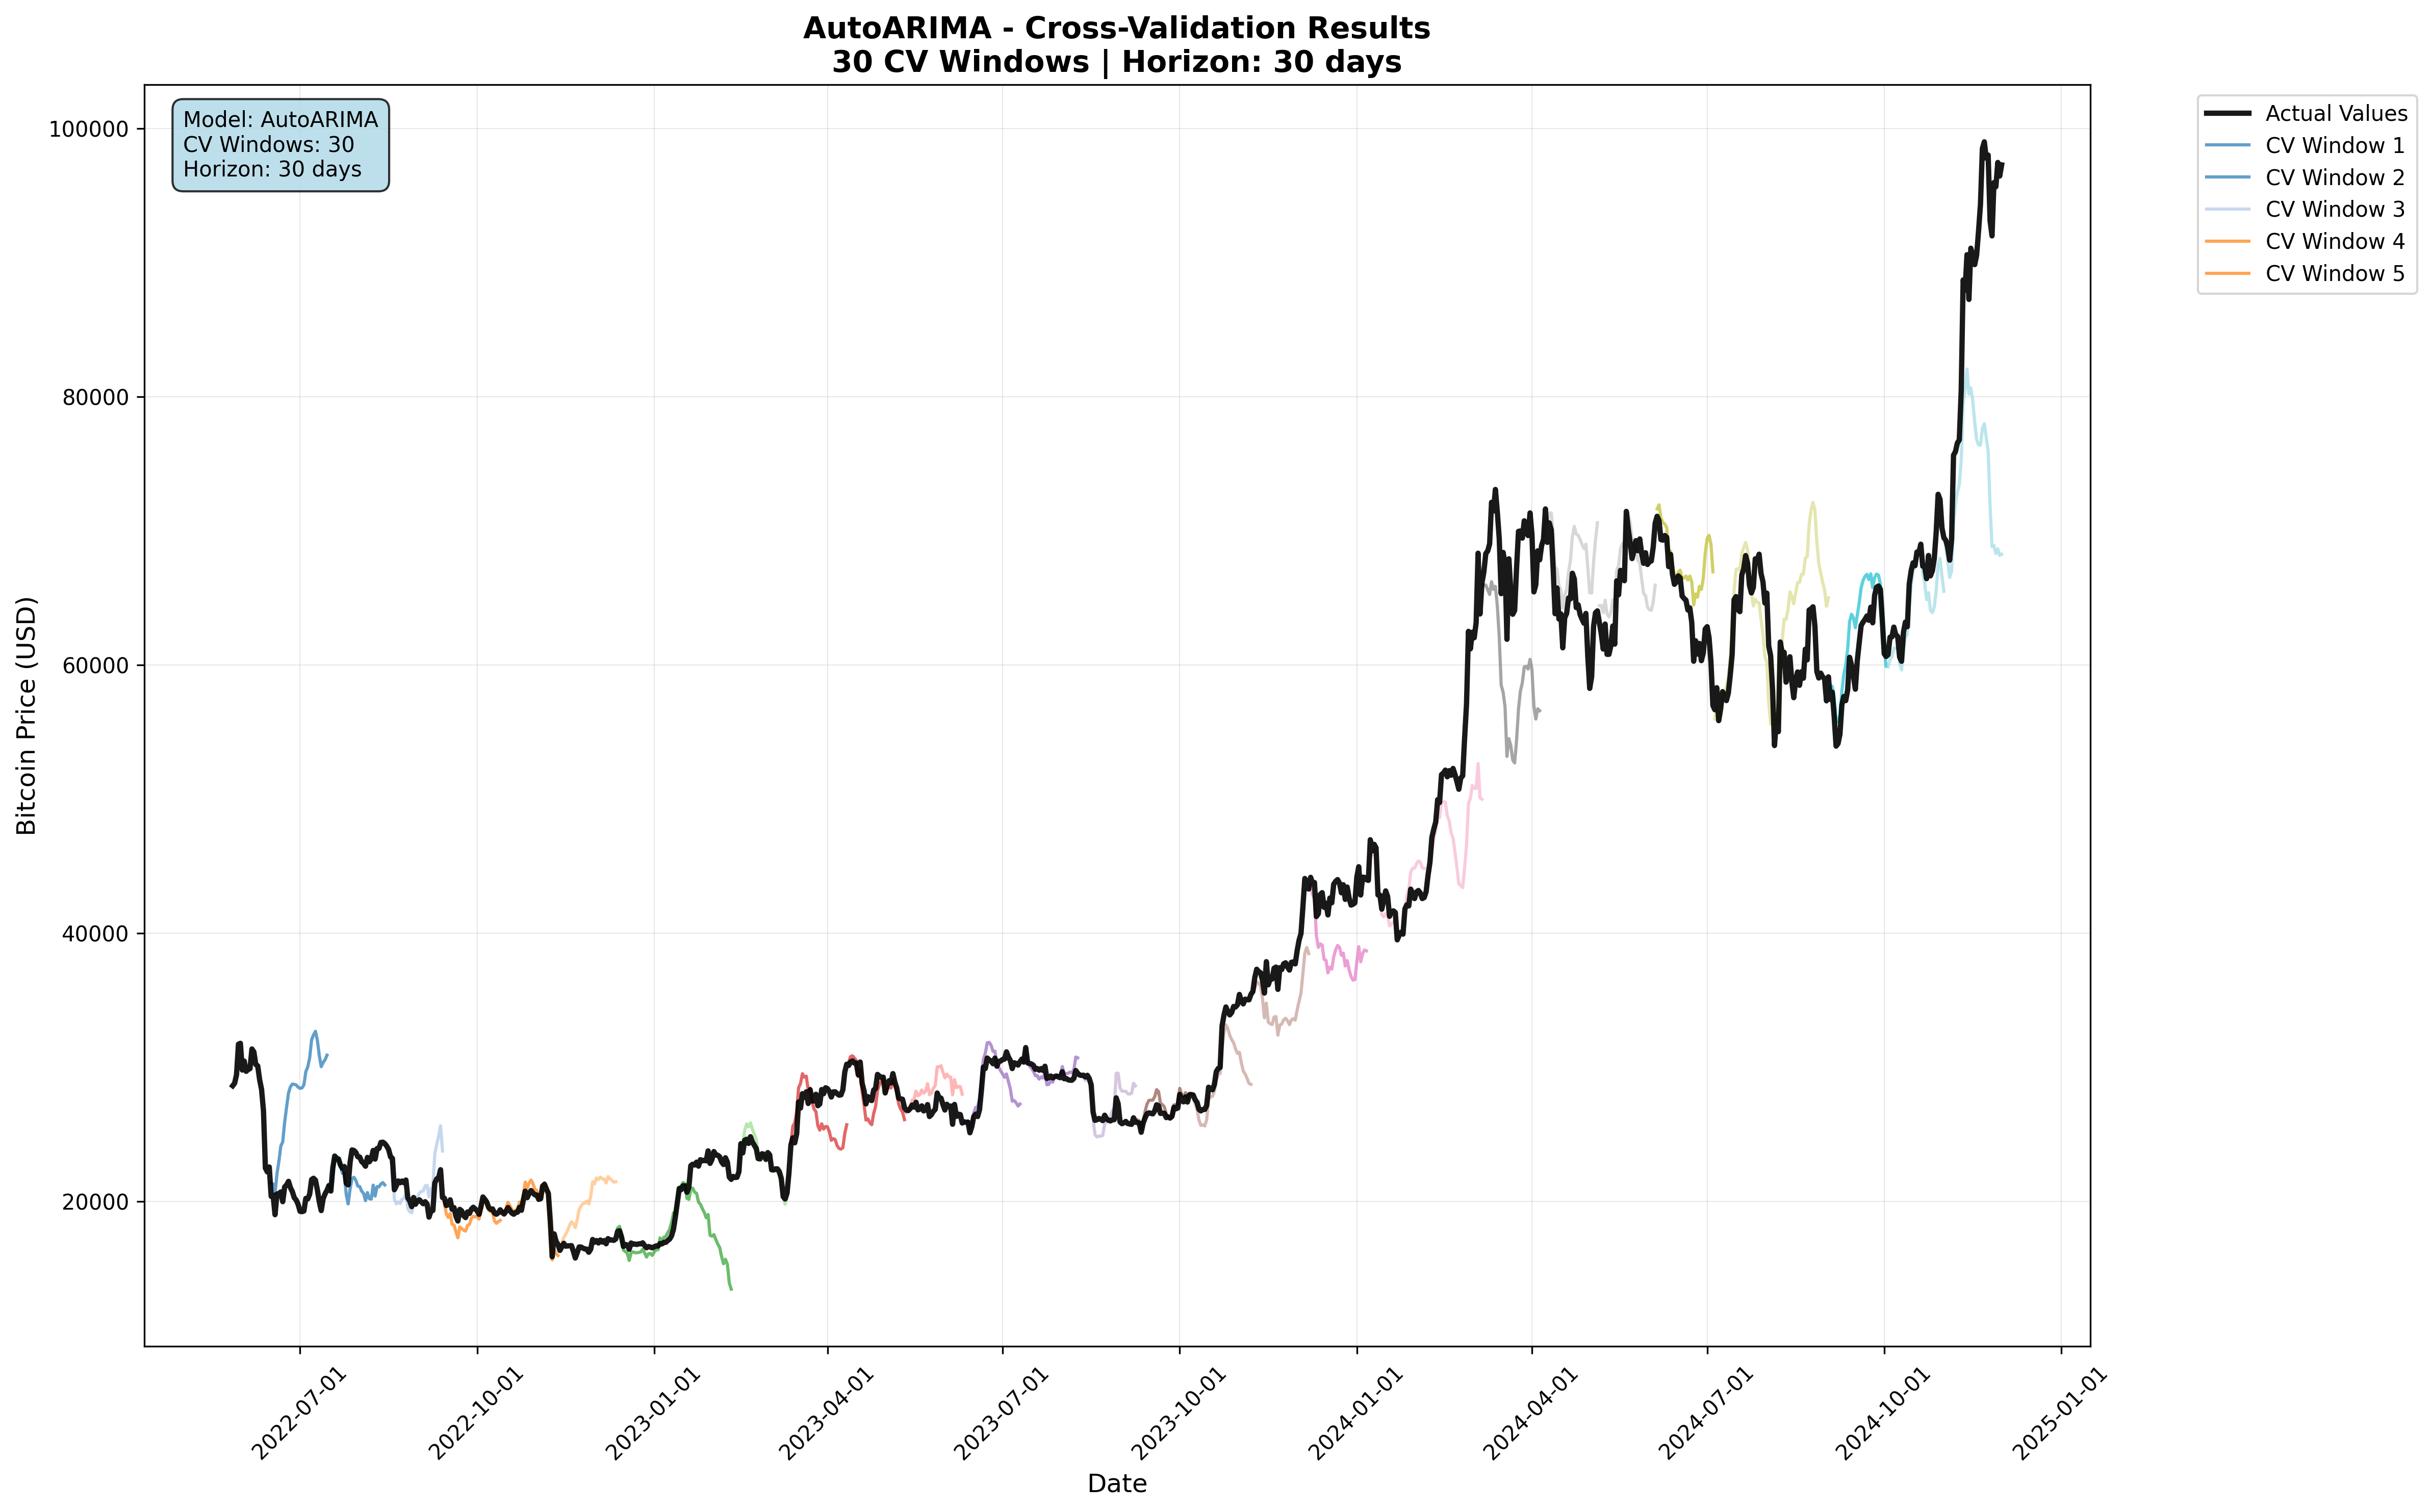 AutoARIMA - Cross-Validation Results
30 CV Windows | Horizon: 30 days
Model: AutoARIMA
CV Windows: 30
Horizon: 30 days
Actual Values
CV Window 1
CV Window 2
CV Window 3
CV Window 4
CV Window 5
Bitcoin Price (USD)
100000
80000
60000
40000
20000
2022-07-01
2022-10-01
2023-01-01
2023-04-01
2023-07-01
2023-10-01
2024-01-01
2024-04-01
2024-07-01
2024-10-01
2025-01-01
Date